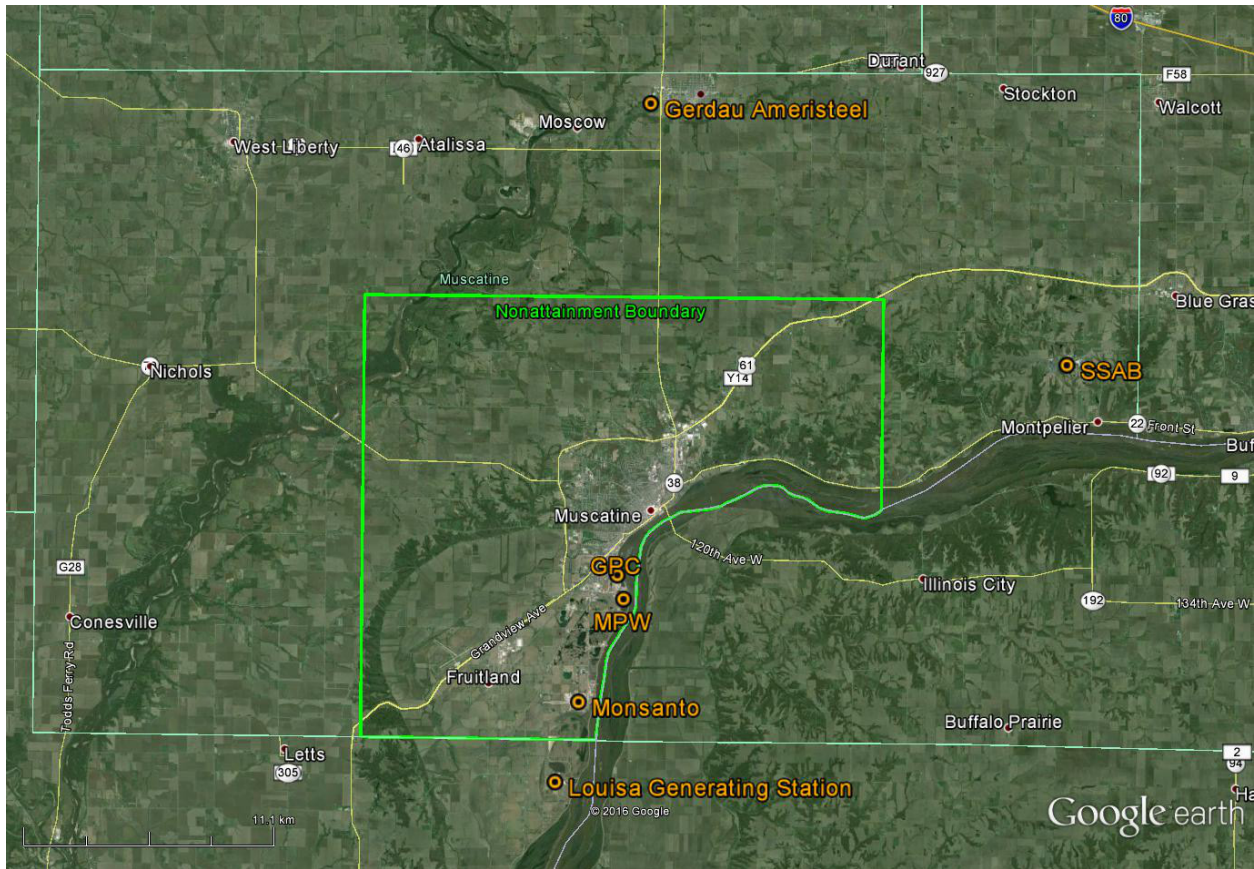 80
Durant
927
F58
Stockton
Walcott
Gerdau Ameristeel
Moscow
West Liberty
46
Atalissa
Muscatine
Nonattainment Boundary
Blue Gras
61
Y14
Nichols
SSAB
Montpelier
22
Front St
Buf
38
92
9
Muscatine
120th Ave W
GPC
G28
Illinois City
192
134th Ave W
MPW
Conesville
Grandview Ave
Trodds Ferry Rd
Fruitland
Monsanto
Buffalo Prairie
Letts
305
2
94
Louisa Generating Station
Ha
© 2016 Google
Google earth
11.1 km